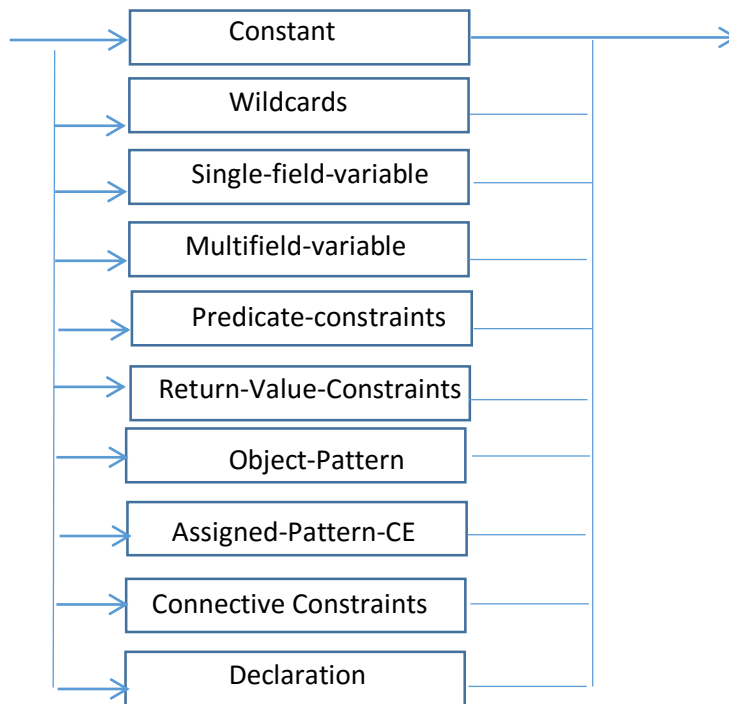 Constant
Wildcards
Single-field-variable
Multifield-variable
Predicate-constraints
Return-Value-Constraints
Object-Pattern
Assigned-Pattern-CE
Connective Constraints
Declaration